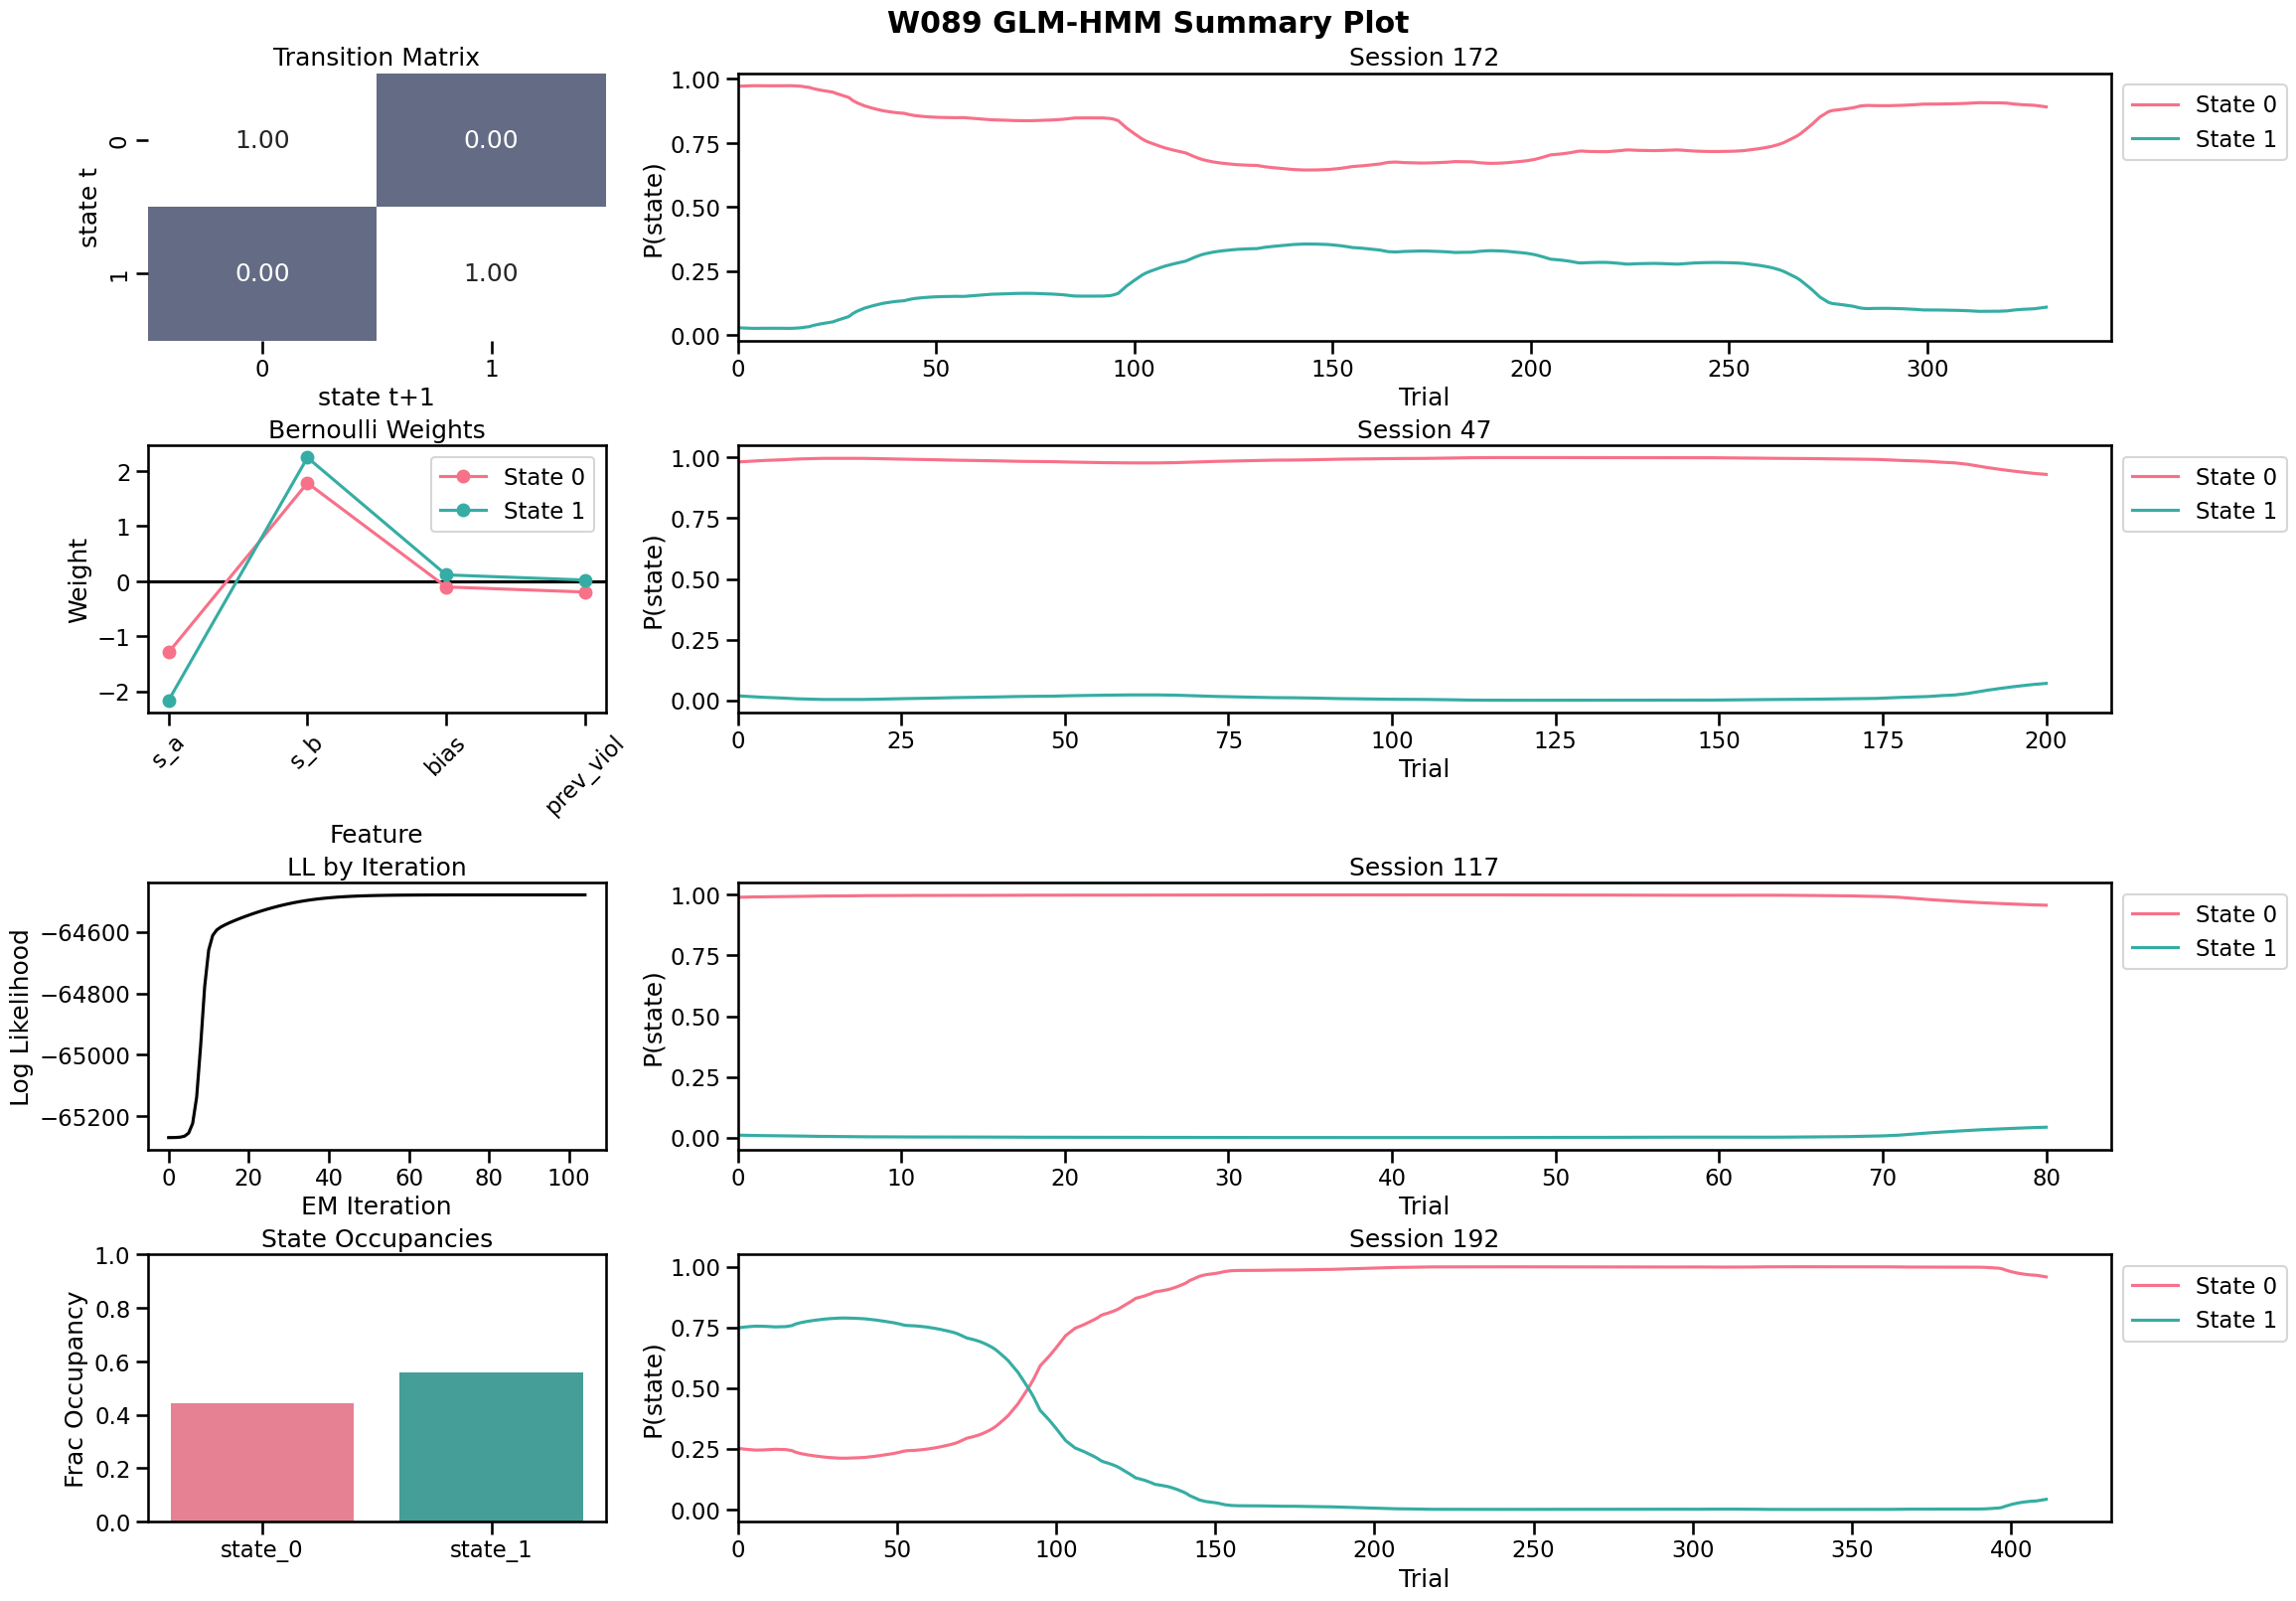 W089 GLM-HMM Summary Plot
Transition Matrix
state t
0
1
1.00
0.00
0.00
1.00
0
1
state t+1
Session 172
P(state)
1.00
0.75
0.50
0.25
0.00
0
50
100
150
200
250
300
Trial
State 0
State 1
Bernoulli Weights
Weight
2
1
0
−1
−2
State 0
State 1
s_a
s_b
bias
prev_viol
Feature
Session 47
P(state)
1.00
0.75
0.50
0.25
0.00
0
25
50
75
100
125
150
175
200
Trial
State 0
State 1
LL by Iteration
Log Likelihood
−64600
−64800
−65000
−65200
0
20
40
60
80
100
EM Iteration
Session 117
P(state)
1.00
0.75
0.50
0.25
0.00
0
10
20
30
40
50
60
70
80
Trial
State 0
State 1
State Occupancies
Frac Occupancy
1.0
0.8
0.6
0.4
0.2
0.0
state_0
state_1
Session 192
P(state)
1.00
0.75
0.50
0.25
0.00
0
50
100
150
200
250
300
350
400
Trial
State 0
State 1